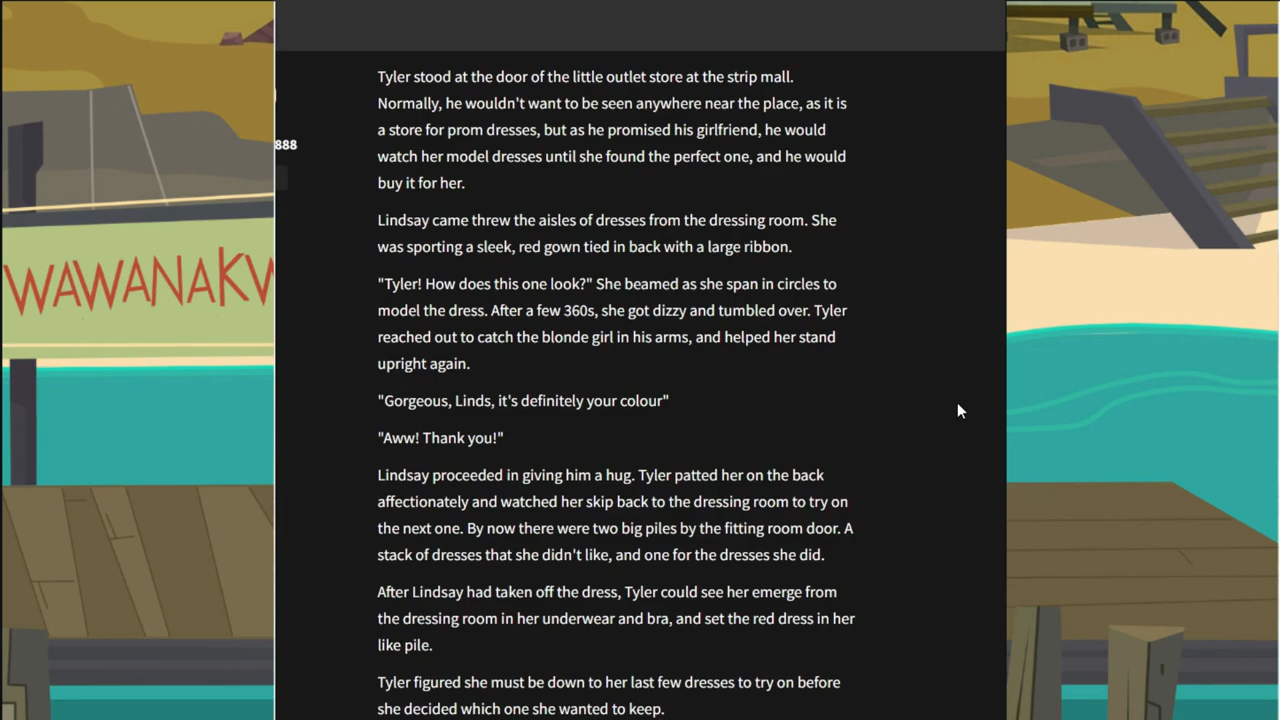 Tyler stood at the door of the little outlet store at the strip mall.
Normally, he wouldn't want to be seen anywhere near the place, as it is
a store for prom dresses, but as he promised his girlfriend, he would
watch her model dresses until she found the perfect one, and he would
buy it for her.
888
Lindsay came threw the aisles of dresses from the dressing room. She
was sporting a sleek, red gown tied in back with a large ribbon.
WAWANAKW
"Tyler! How does this one look?" She beamed as she span in circles to
model the dress. After a few 360s, she got dizzy and tumbled over. Tyler
reached out to catch the blonde girl in his arms, and helped her stand
upright again.
"Gorgeous, Linds, it's definitely your colour"
"Aww! Thank you!"
Lindsay proceeded in giving him a hug. Tyler patted her on the back
affectionately and watched her skip back to the dressing room to try on
the next one. By now there were two big piles by the fitting room door. A
stack of dresses that she didn't like, and one for the dresses she did.
After Lindsay had taken off the dress, Tyler could see her emerge from
the dressing room in her underwear and bra, and set the red dress in her
like pile.
Tyler figured she must be down to her last few dresses to try on before
she decided which one she wanted to keep.